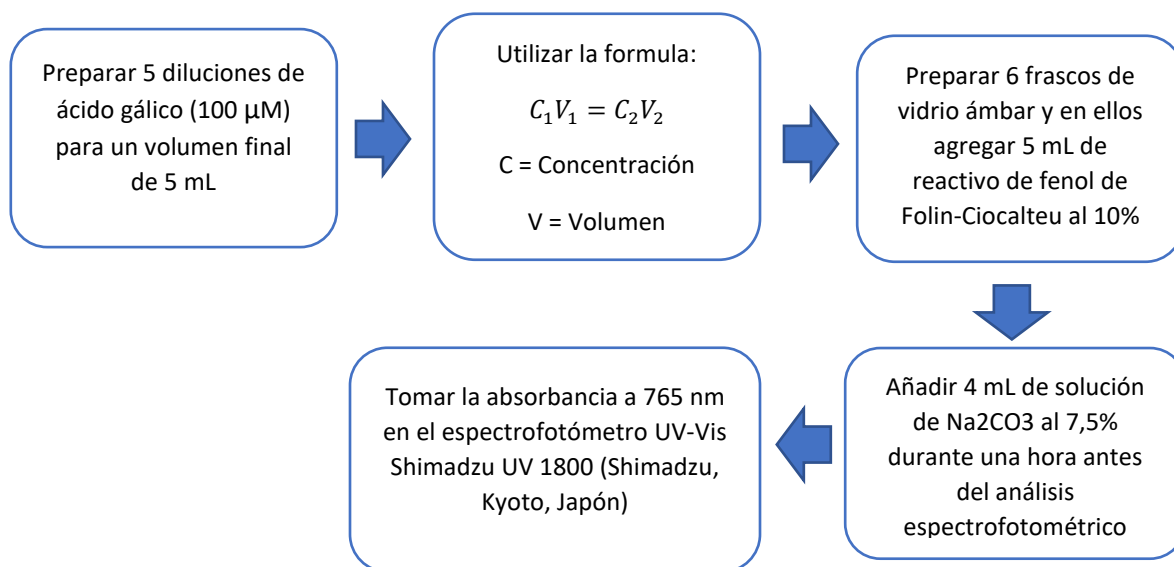 Preparar 5 diluciones de
ácido gálico (100 µM)
para un volumen final
de 5 mL
Utilizar la formula:
C₁V₁ = C₂V₂
C = Concentración
V = Volumen
Preparar 6 frascos de
vidrio ámbar y en ellos
agregar 5 mL de
reactivo de fenol de
Folin-Ciocalteu al 10%
Añadir 4 mL de solución
de Na2CO3 al 7,5%
durante una hora antes
del análisis
espectrofotométrico
Tomar la absorbancia a 765 nm
en el espectrofotómetro UV-Vis
Shimadzu UV 1800 (Shimadzu,
Kyoto, Japón)